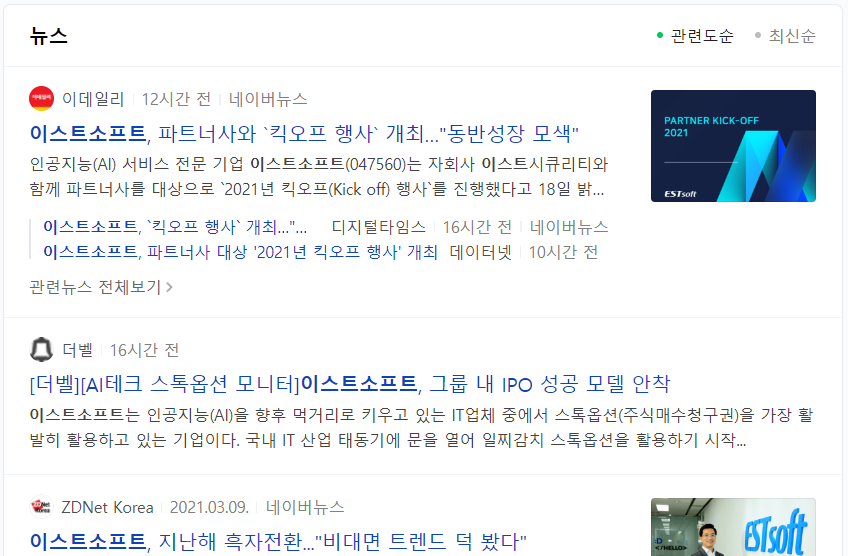 뉴스
관련도순 최신순
이데일리 12시간 전 네이버뉴스
이스트소프트, 파트너사와 `킥오프 행사` 개최..."동반성장 모색"
인공지능(AI) 서비스 전문 기업 이스트소프트(047560)는 자회사 이스트시큐리티와
함께 파트너사를 대상으로 `2021년 킥오프(Kick off) 행사`를 진행했다고 18일 밝...
PARTNER KICK-OFF
2021
ESTsoft
이스트소프트, `킥오프 행사` 개최..."... 디지털타임스 16시간 전 네이버뉴스
이스트소프트, 파트너사 대상 '2021년 킥오프 행사' 개최 데이터넷 10시간 전
관련뉴스 전체보기 >
더벨 16시간 전
[더벨][AI테크 스톡옵션 모니터]이스트소프트, 그룹 내 IPO 성공 모델 안착
이스트소프트는 인공지능(AI)을 향후 먹거리로 키우고 있는 IT업체 중에서 스톡옵션(주식매수청구권)을 가장 활
발히 활용하고 있는 기업이다. 국내 IT 산업 태동기에 문을 열어 일찌감치 스톡옵션을 활용하기 시작...
ZDNet Korea 2021.03.09. 네이버뉴스
이스트소프트, 지난해 흑자전환..."비대면 트렌드 덕 봤다"
</HELLO>
ESTsoft